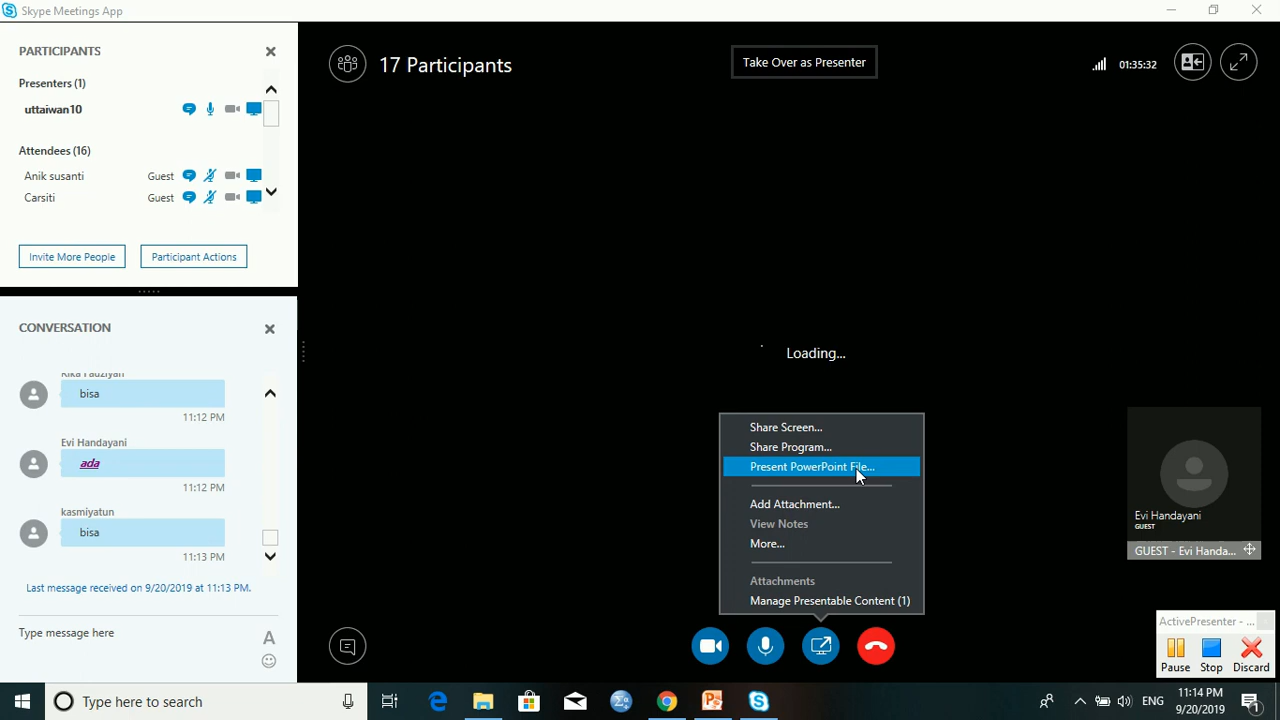 Skype Meetings App
PARTICIPANTS
Presenters (1)
uttaiwan10
Attendees (16)
Anik susanti Guest
Carsiti Guest
Invite More People Participant Actions
CONVERSATION
Rika Fauziyah
bisa
11:12 PM
Evi Handayani
ada
11:12 PM
kasmiyatun
bisa
11:13 PM
Last message received on 9/20/2019 at 11:13 PM.
Type message here
A
17 Participants
Take Over as Presenter
01:35:32
Loading...
Share Screen...
Share Program...
Present PowerPoint File...
Add Attachment...
View Notes
More...
Attachments
Manage Presentable Content (1)
Evi Handayani
GUEST
GUEST - Evi Handa...
ActivePresenter - ...
Pause Stop Discard
Type here to search
ENG
11:14 PM
9/20/2019
1